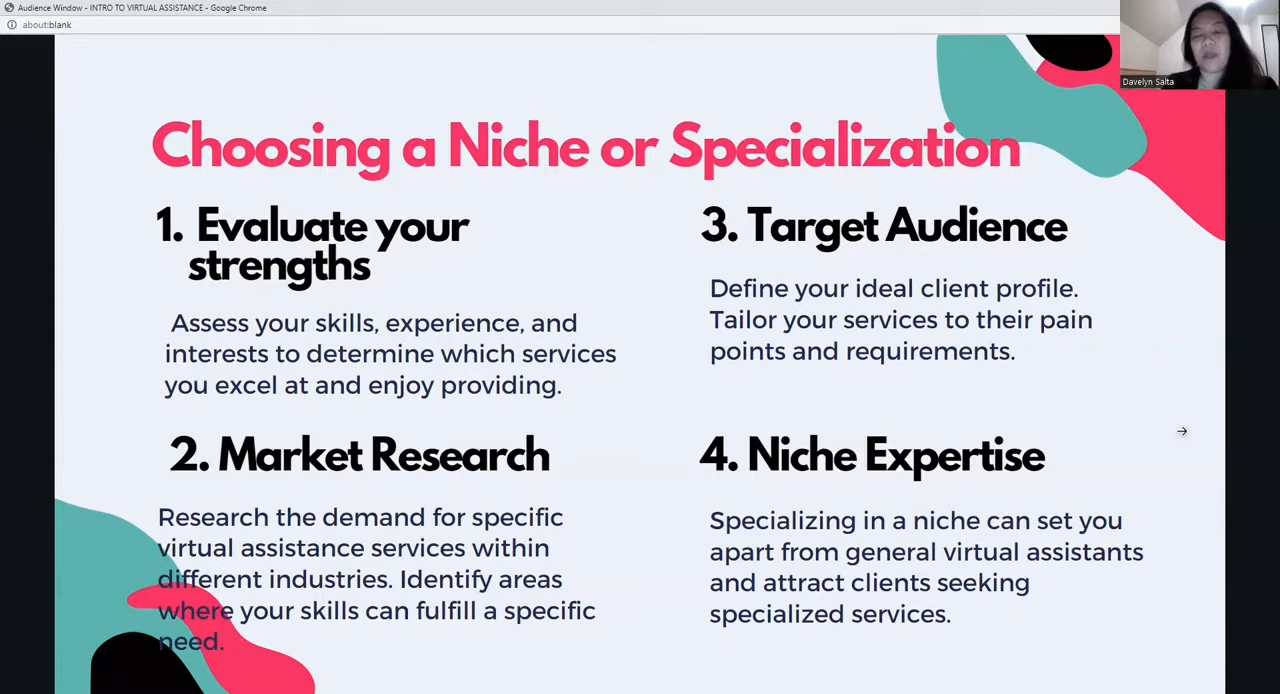 Audience Window - INTRO TO VIRTUAL ASSISTANCE - Google Chrome
about:blank
Davelyn Salta
Choosing a Niche or Specialization
1. Evaluate your
strengths
Assess your skills, experience, and
interests to determine which services
you excel at and enjoy providing.
2. Market Research
Research the demand for specific
virtual assistance services within
different industries. Identify areas
where your skills can fulfill a specific
need.
3. Target Audience
Define your ideal client profile.
Tailor your services to their pain
points and requirements.
4. Niche Expertise
Specializing in a niche can set you
apart from general virtual assistants
and attract clients seeking
specialized services.